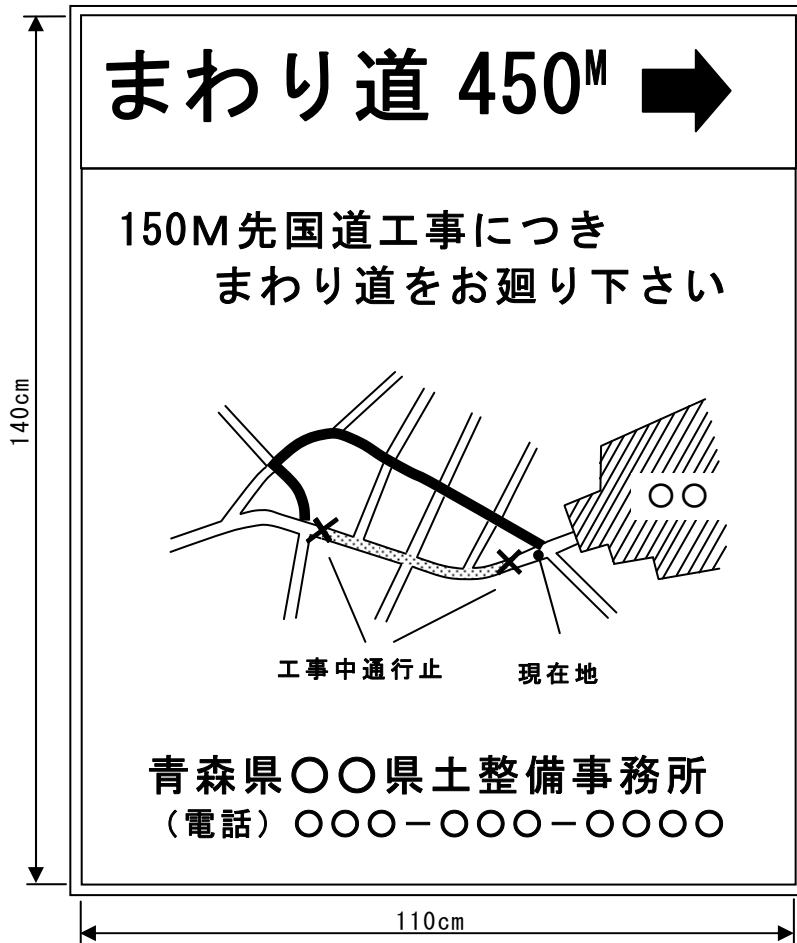 まわり道 450M
150M先国道工事につき
まわり道をお廻り下さい
140cm
○○
工事中通行止
現在地
青森県○○県土整備事務所
(電話) ○○○－○○○－○○○○
110cm